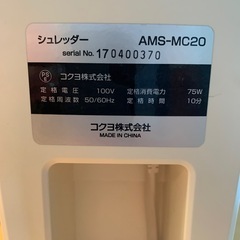 シュレッダー AMS-MC20
serial No. 170400370
PS E
コクヨ株式会社
定格電圧 100V 定格消費電力 75W
定格周波数 50/60Hz 定格時間 10分
コクヨ株式会社
MADE IN CHINA